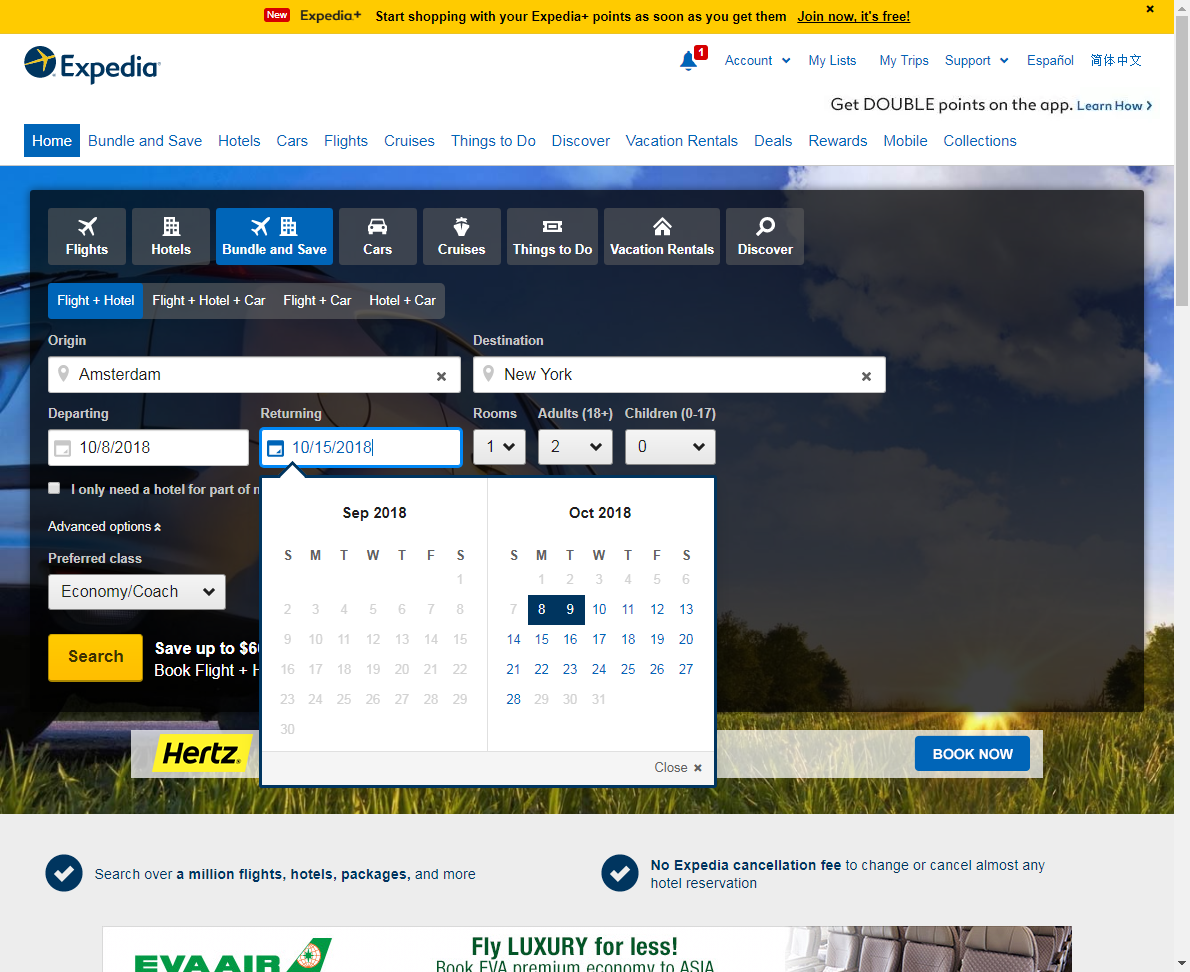 New Expedia+ Start shopping with your Expedia+ points as soon as you get them Join now, it's free!
Expedia
1 Account My Lists My Trips Support Español 简体中文
Get DOUBLE points on the app. Learn How
Home Bundle and Save Hotels Cars Flights Cruises Things to Do Discover Vacation Rentals Deals Rewards Mobile Collections
Flights Hotels Bundle and Save Cars Cruises Things to Do Vacation Rentals Discover
Flight + Hotel Flight + Hotel + Car Flight + Car Hotel + Car
Origin Destination
Amsterdam New York
Departing Returning Rooms Adults (18+) Children (0-17)
10/8/2018 10/15/2018 1 2 0
I only need a hotel for part of
Advanced options
Preferred class
Economy/Coach
Search
Save up to
Book Flight +
Sep 2018
S M T W T F S
1
2 3 4 5 6 7 8
9 10 11 12 13 14 15
16 17 18 19 20 21 22
23 24 25 26 27 28 29
30
Oct 2018
S M T W T F S
1 2 3 4 5 6
7 8 9 10 11 12 13
14 15 16 17 18 19 20
21 22 23 24 25 26 27
28 29 30 31
Close
Hertz.
BOOK NOW
Search over a million flights, hotels, packages, and more
No Expedia cancellation fee to change or cancel almost any
hotel reservation
EVA AIR
Fly LUXURY for less!
Book EVA premium economy to ASIA